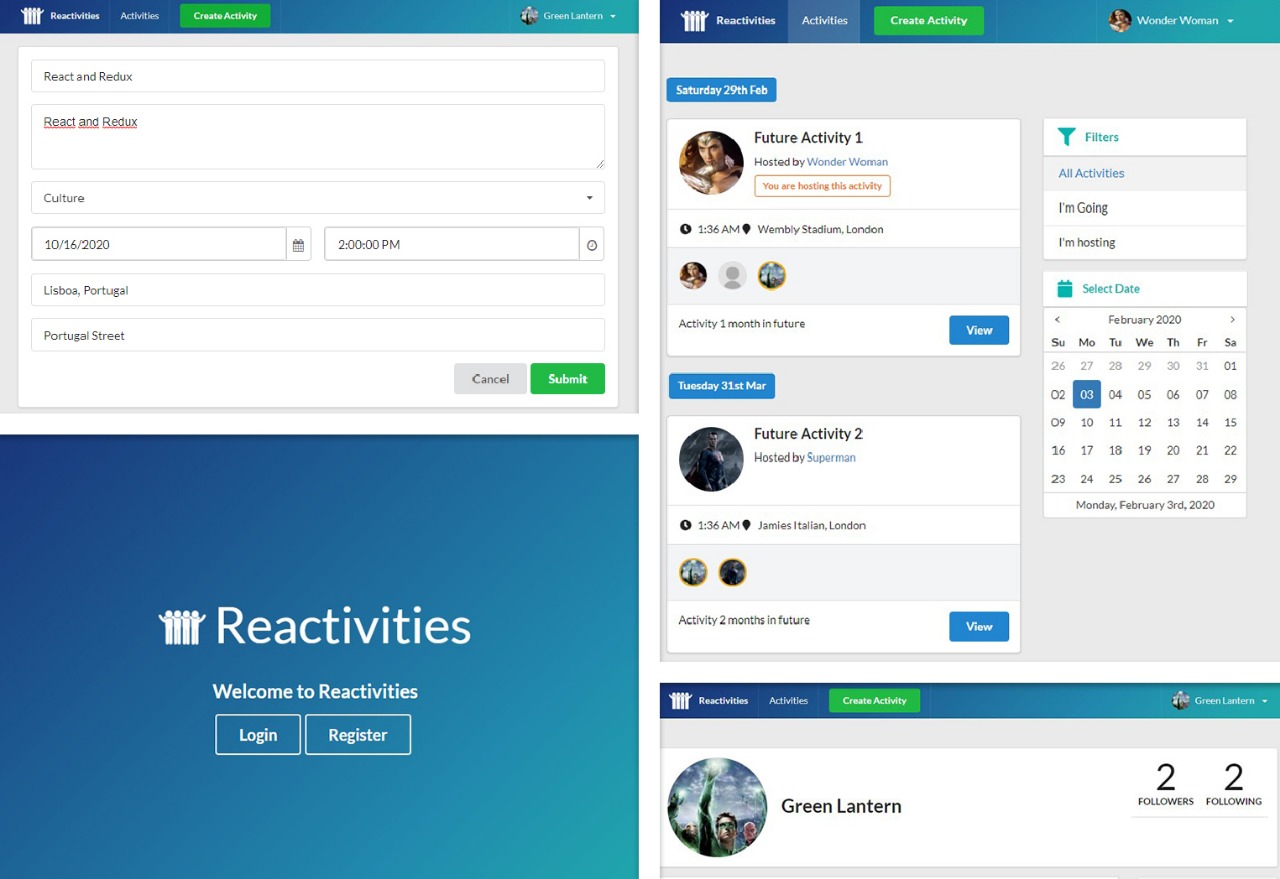 Reactivities Activities Create Activity Green Lantern
React and Redux
React and Redux
Culture
10/16/2020 2:00:00 PM
Lisboa, Portugal
Portugal Street
Cancel Submit
Reactivities
Welcome to Reactivities
Login Register
Reactivities Activities Create Activity Wonder Woman
Saturday 29th Feb
Future Activity 1
Hosted by Wonder Woman
You are hosting this activity
1:36 AM Wembly Stadium, London
Activity 1 month in future View
Tuesday 31st Mar
Future Activity 2
Hosted by Superman
1:36 AM Jamies Italian, London
Activity 2 months in future View
Filters
All Activities
I'm Going
I'm hosting
Select Date
< February 2020 >
Su Mo Tu We Th Fr Sa
26 27 28 29 30 31 01
02 03 04 05 06 07 08
09 10 11 12 13 14 15
16 17 18 19 20 21 22
23 24 25 26 27 28 29
Monday, February 3rd, 2020
Reactivities Activities Create Activity Green Lantern
Green Lantern
2 2
FOLLOWERS FOLLOWING